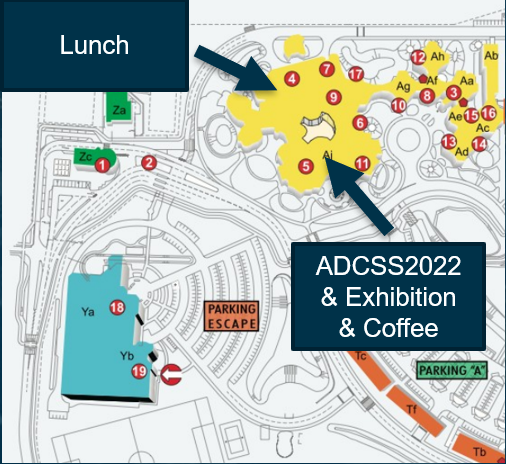 Lunch
ADCSS2022
& Exhibition
& Coffee
Za
Zc
1
2
4
7
17
9
6
5
Ai
11
12
Ah
Ab
Ag
Af
Aa
3
10
8
Ae
15
16
Ac
13
Ad
14
Ya
18
Yb
19
PARKING
ESCAPE
PARKING "A"
Tc
Tf
Tb